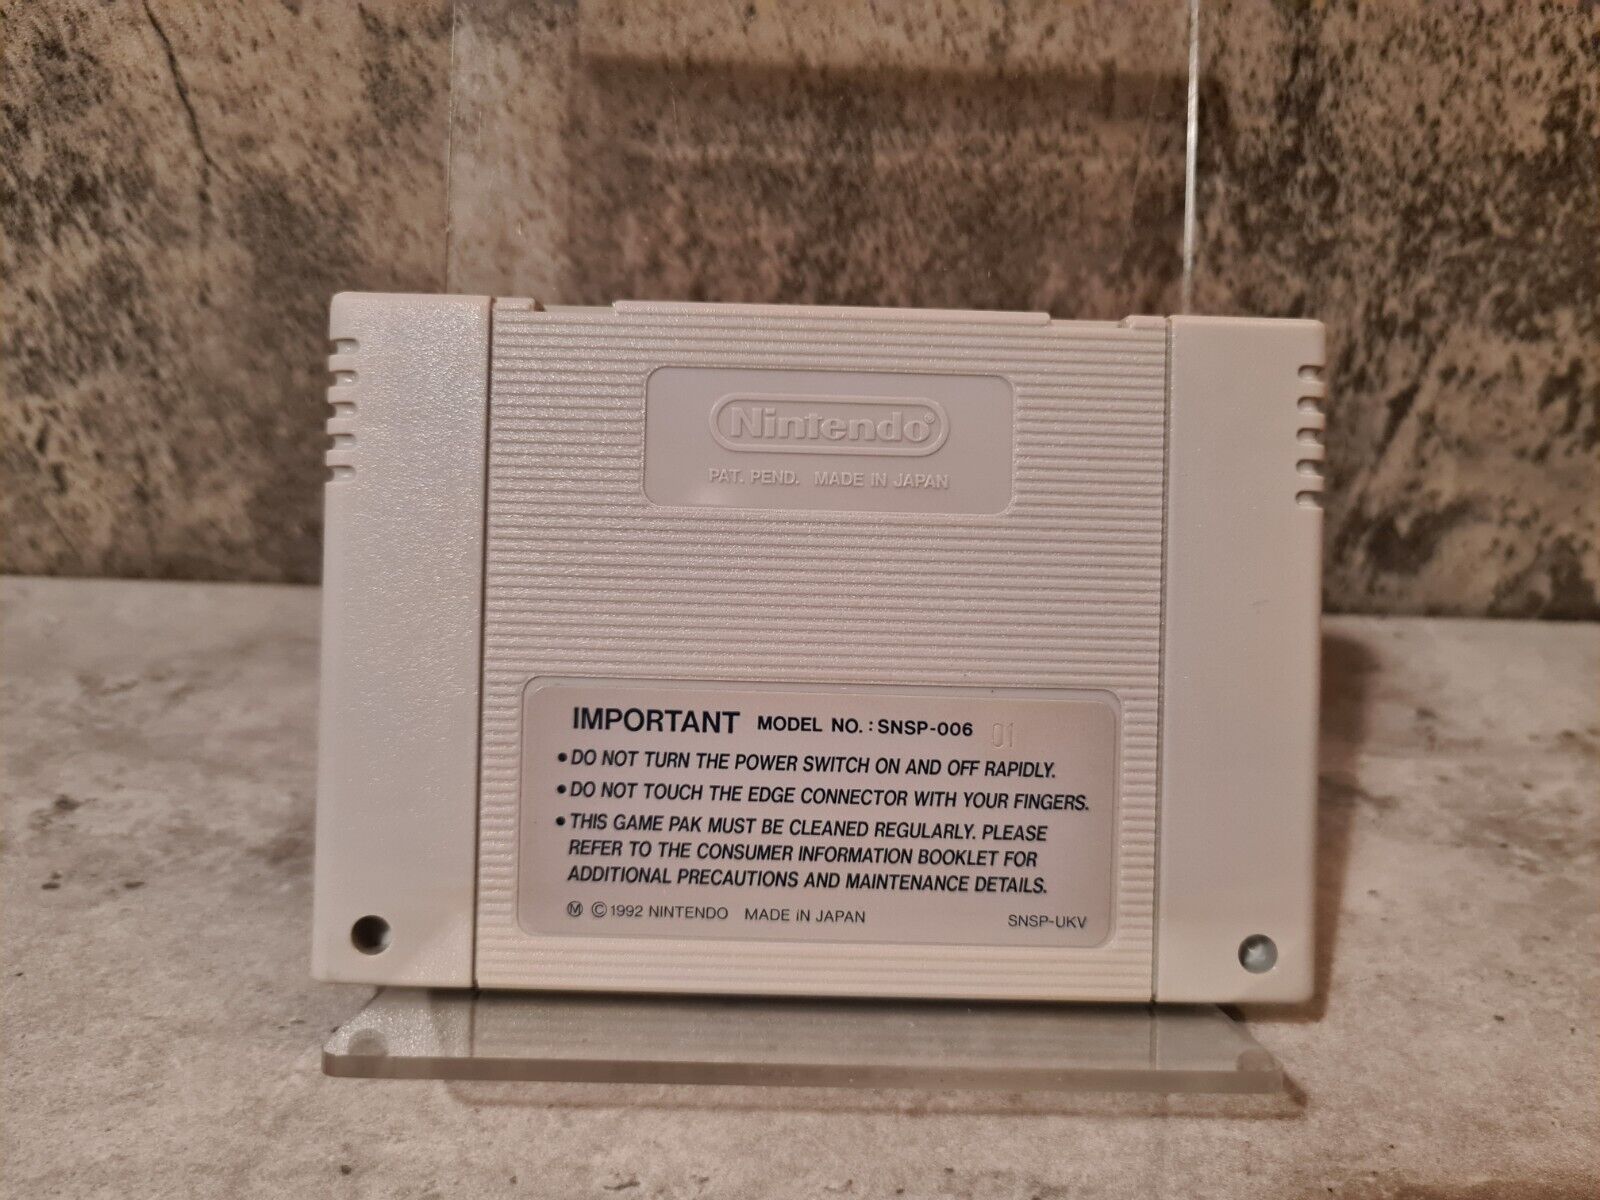 Nintendo®
PAT. PEND. MADE IN JAPAN
IMPORTANT MODEL NO.: SNSP-006 01
• DO NOT TURN THE POWER SWITCH ON AND OFF RAPIDLY.
• DO NOT TOUCH THE EDGE CONNECTOR WITH YOUR FINGERS.
• THIS GAME PAK MUST BE CLEANED REGULARLY. PLEASE
REFER TO THE CONSUMER INFORMATION BOOKLET FOR
ADDITIONAL PRECAUTIONS AND MAINTENANCE DETAILS.
Ⓜ © 1992 NINTENDO MADE IN JAPAN SNSP-UKV